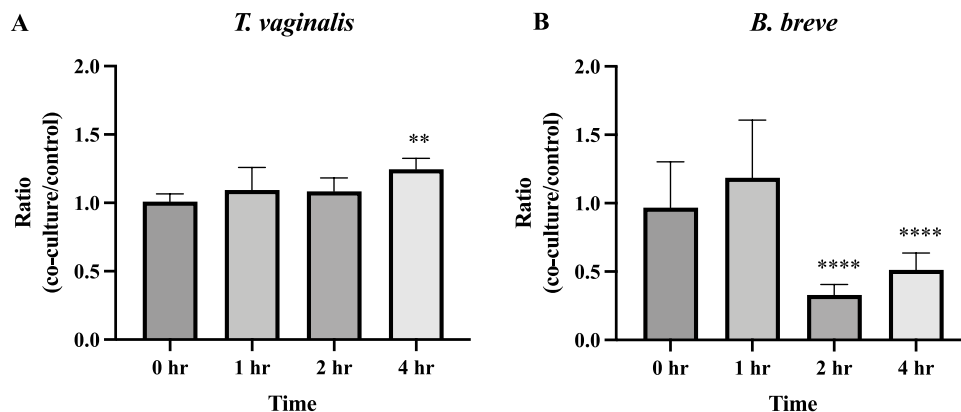 A
T. vaginalis
2.0
1.5
1.0
0.5
0.0
Ratio
(co-culture/control)
**
0 hr
1 hr
2 hr
4 hr
Time
B
B. breve
2.0
1.5
1.0
0.5
0.0
Ratio
(co-culture/control)
****
****
0 hr
1 hr
2 hr
4 hr
Time